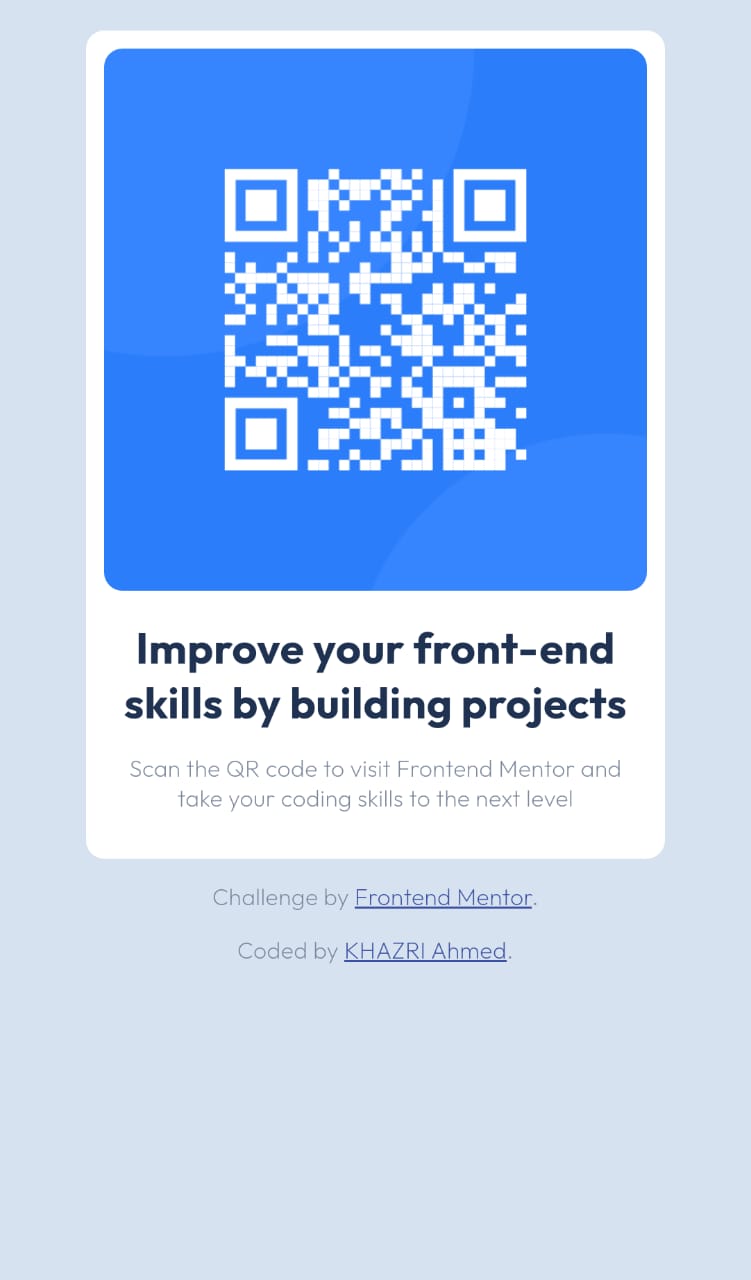 Improve your front-end
skills by building projects
Scan the QR code to visit Frontend Mentor and
take your coding skills to the next level
Challenge by Frontend Mentor.
Coded by KHAZRI Ahmed.